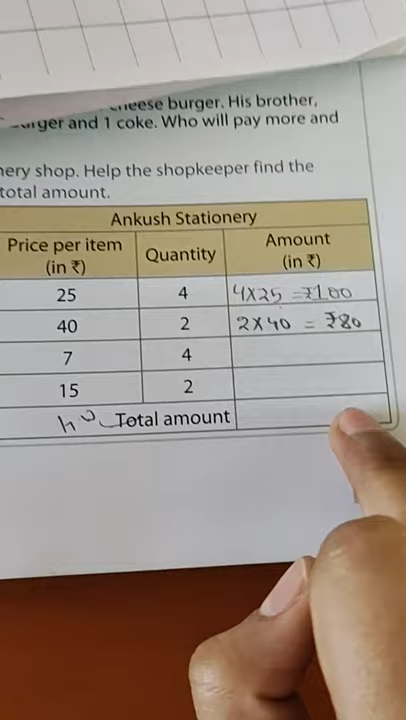 cheese burger. His brother,
burger and 1 coke. Who will pay more and
shop. Help the shopkeeper find the
total amount.
Ankush Stationery
Price per item (in ₹) Quantity Amount (in ₹)
25 4 4X25 = ₹100
40 2 2X40 = ₹80
7 4
15 2
Total amount